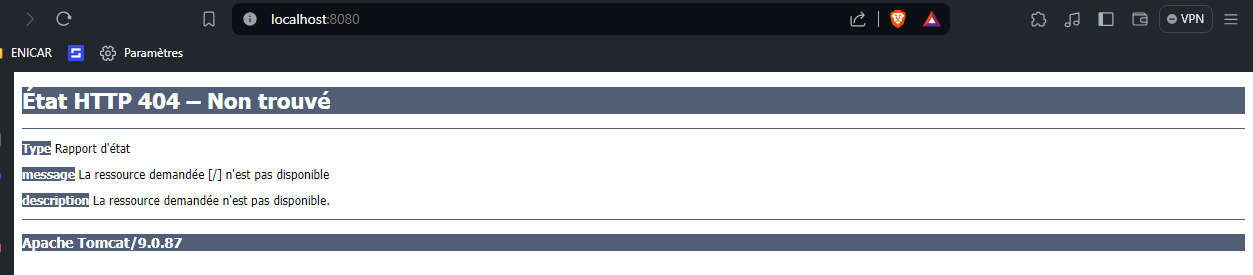 localhost:8080
VPN
ENICAR
Paramètres
État HTTP 404 – Non trouvé
Type Rapport d'état
message La ressource demandée [/] n'est pas disponible
description La ressource demandée n'est pas disponible.
Apache Tomcat/9.0.87